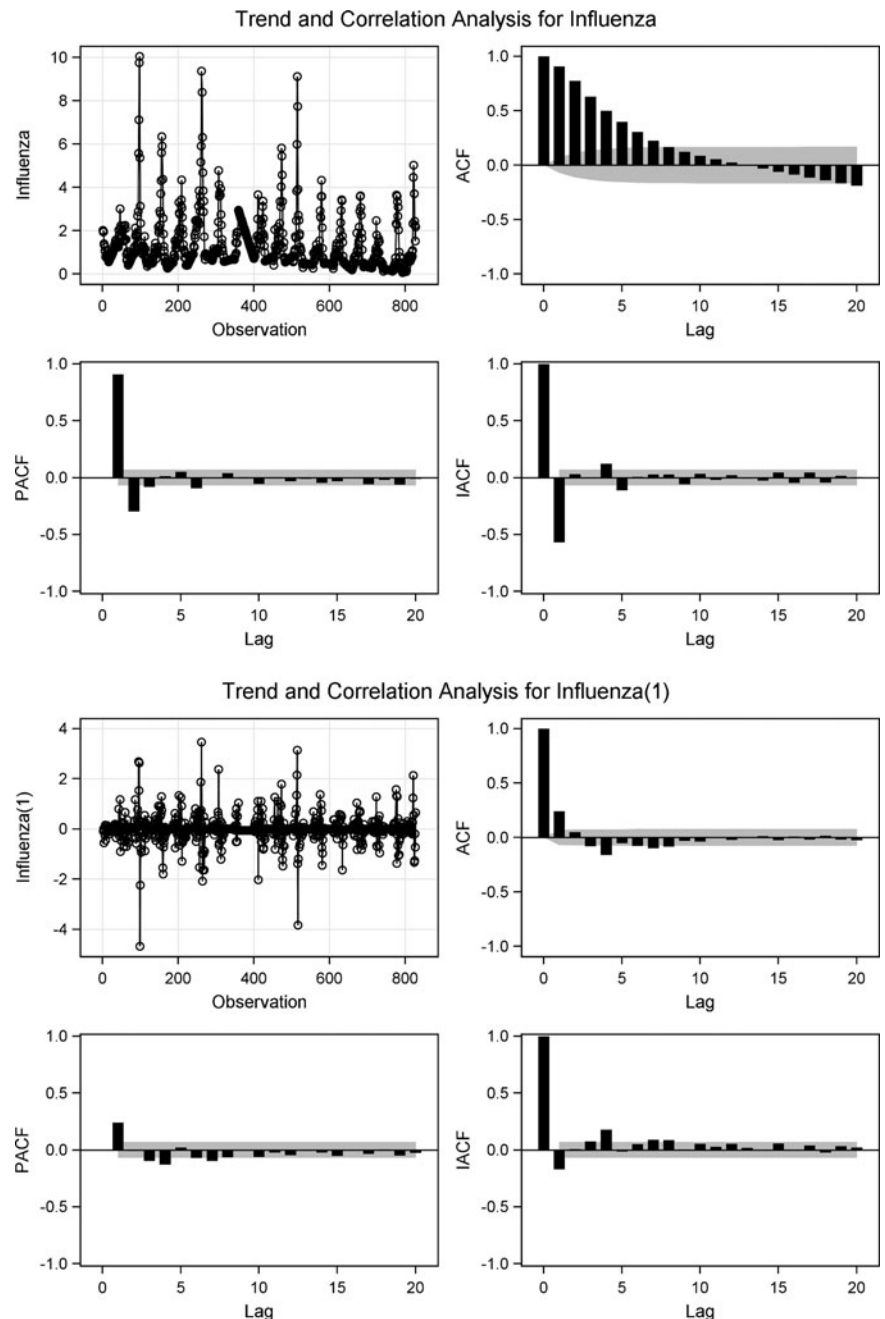 Trend and Correlation Analysis for Influenza
10
8
6
4
2
0
Influenza
0 200 400 600 800
Observation
1.0
0.5
0.0
-0.5
-1.0
ACF
0 5 10 15 20
Lag
1.0
0.5
0.0
-0.5
-1.0
PACF
0 5 10 15 20
Lag
1.0
0.5
0.0
-0.5
-1.0
IACF
0 5 10 15 20
Lag
Trend and Correlation Analysis for Influenza(1)
4
2
0
-2
-4
Influenza(1)
0 200 400 600 800
Observation
1.0
0.5
0.0
-0.5
-1.0
ACF
0 5 10 15 20
Lag
1.0
0.5
0.0
-0.5
-1.0
PACF
0 5 10 15 20
Lag
1.0
0.5
0.0
-0.5
-1.0
IACF
0 5 10 15 20
Lag